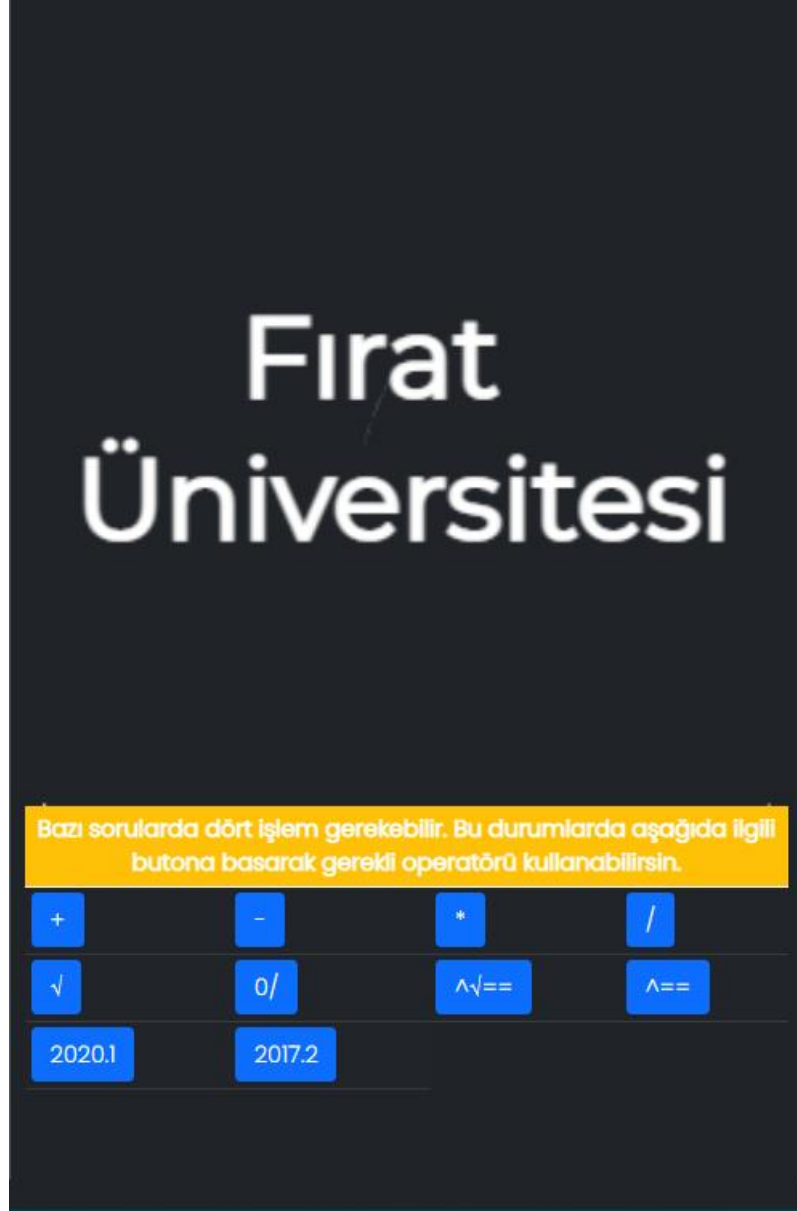 Fırat
Üniversitesi
Bazı sorularda dört işlem gerekebilir. Bu durumlarda aşağıda ilgili
butona basarak gerekli operatörü kullanabilirsin.
+ - * /
√ 0/ ^√== ^==
2020.1 2017.2